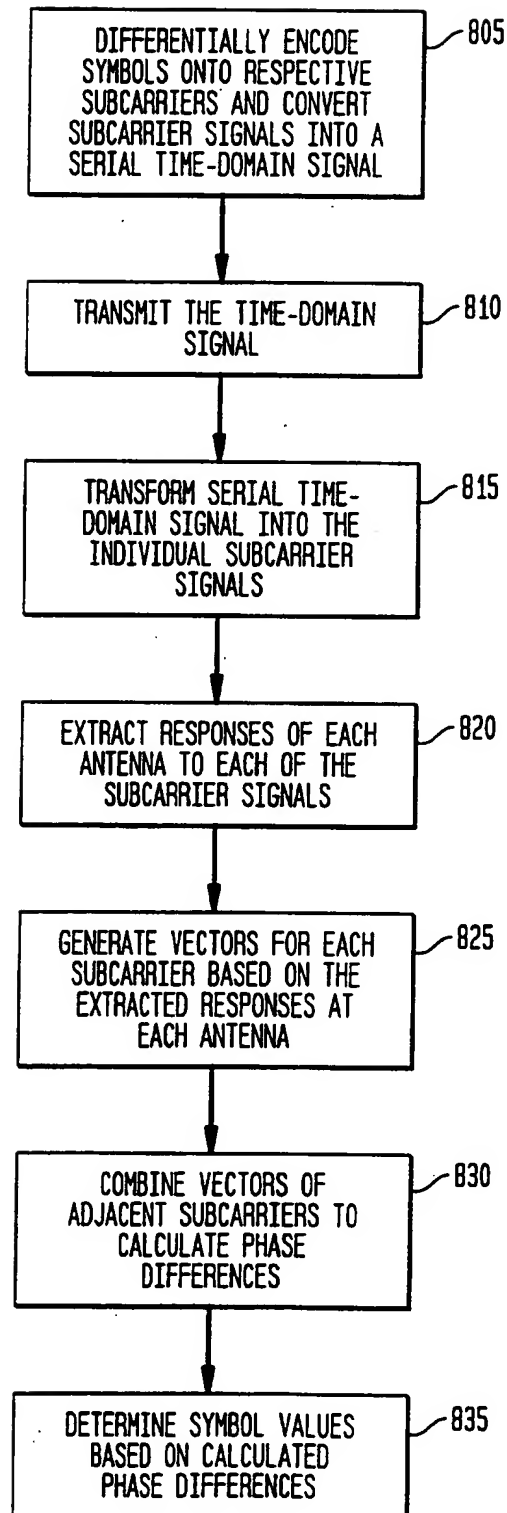 DIFFERENTIALLY ENCODE
SYMBOLS ONTO RESPECTIVE
SUBCARRIERS AND CONVERT
SUBCARRIER SIGNALS INTO A
SERIAL TIME-DOMAIN SIGNAL
805
TRANSMIT THE TIME-DOMAIN
SIGNAL
810
TRANSFORM SERIAL TIME-
DOMAIN SIGNAL INTO THE
INDIVIDUAL SUBCARRIER
SIGNALS
815
EXTRACT RESPONSES OF EACH
ANTENNA TO EACH OF THE
SUBCARRIER SIGNALS
820
GENERATE VECTORS FOR EACH
SUBCARRIER BASED ON THE
EXTRACTED RESPONSES AT
EACH ANTENNA
825
COMBINE VECTORS OF
ADJACENT SUBCARRIERS TO
CALCULATE PHASE
DIFFERENCES
830
DETERMINE SYMBOL VALUES
BASED ON CALCULATED
PHASE DIFFERENCES
835